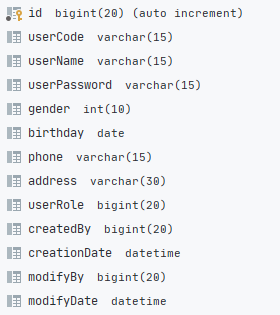 id bigint(20) (auto increment)
userCode varchar(15)
userName varchar(15)
userPassword varchar(15)
gender int(10)
birthday date
phone varchar(15)
address varchar(30)
userRole bigint(20)
createdBy bigint(20)
creationDate datetime
modifyBy bigint(20)
modifyDate datetime